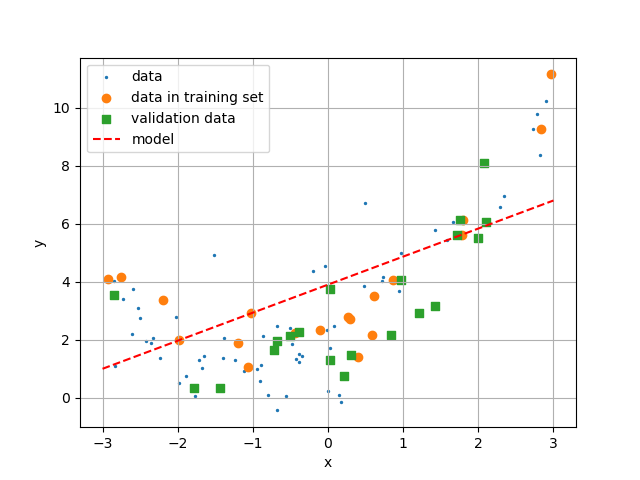 data
data in training set
validation data
model
10
8
6
4
2
0
y
−3 −2 −1 0 1 2 3
x